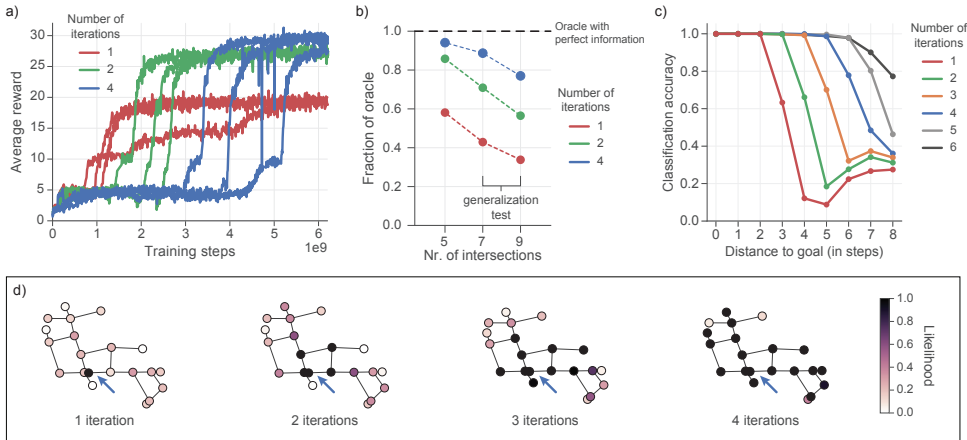 a)
Number of
iterations
1
2
4
Average reward
30
25
20
15
10
5
0
0 1 2 3 4 5 6
1e9
Training steps
b)
Oracle with
perfect information
Number of
iterations
1
2
4
generalization
test
Fraction of oracle
1.0
0.8
0.6
0.4
0.2
0.0
5 7 9
Nr. of intersections
c)
Classification accuracy
1.0
0.8
0.6
0.4
0.2
0.0
0 1 2 3 4 5 6 7 8
Distance to goal (in steps)
Number of
iterations
1
2
3
4
5
6
d)
1 iteration
2 iterations
3 iterations
4 iterations
1.0
0.8
0.6
0.4
0.2
0.0
Likelihood